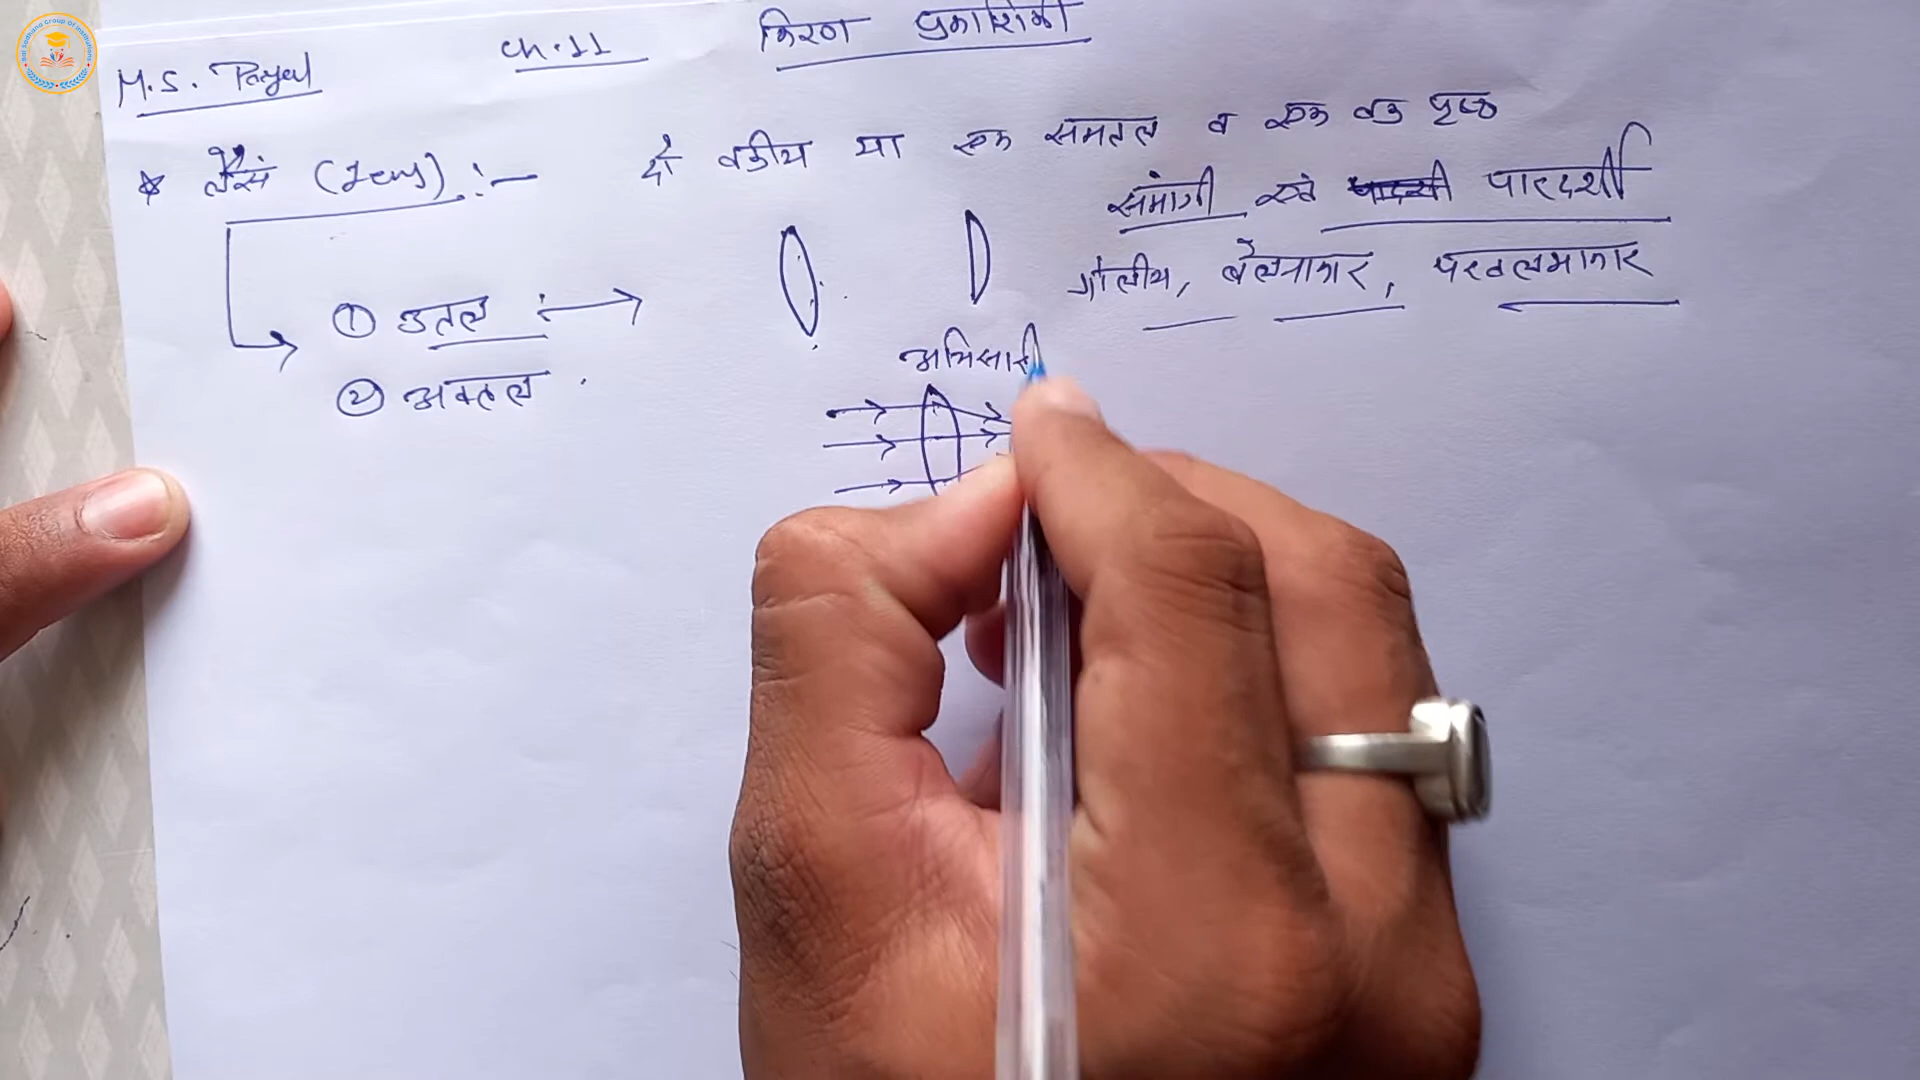 M.S. Payal
Ch.11
किरण प्रकाशिकी
* लैंस (Lens) :-
दो वक्रीय या एक समतल व एक वक्र पृष्ठ
समांगी एवं पारदर्शी
गोलीय, बेलनाकार, परवलयाकार
① उत्तल :→
② अवतल .
अभिसारी